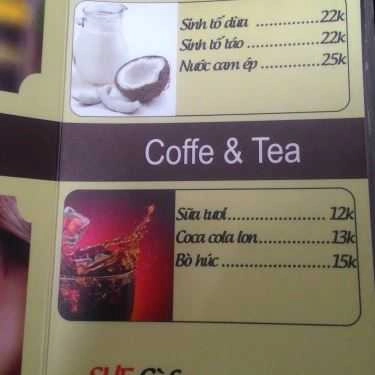 Sinh tố dừa .................. 22k
Sinh tố táo .................. 22k
Nước cam ép .................. 25k
Coffe & Tea
Sữa tươi...................... 12k
Coca cola lon................ 13k
Bò húc ....................... 15k